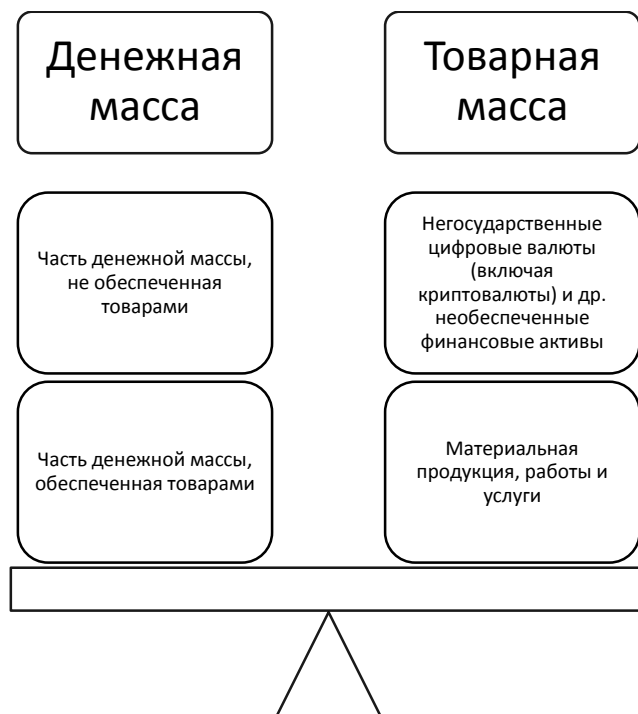 Денежная
масса
Товарная
масса
Часть денежной массы,
не обеспеченная
товарами
Негосударственные
цифровые валюты
(включая
криптовалюты) и др.
необеспеченные
финансовые активы
Часть денежной массы,
обеспеченная товарами
Материальная
продукция, работы и
услуги